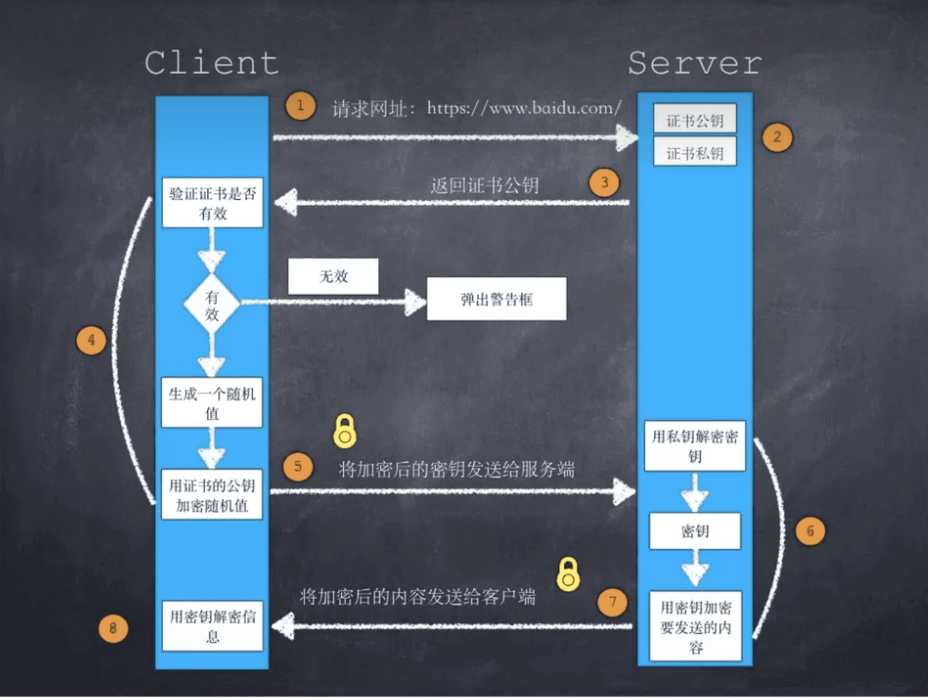 Client
Server
1
请求网址：https://www.baidu.com/
证书公钥
证书私钥
2
返回证书公钥
3
验证证书是否
有效
有
效
无效
弹出警告框
4
生成一个随机
值
用证书的公钥
加密随机值
5
将加密后的密钥发送给服务端
用私钥解密密
钥
密钥
6
用密钥加密
要发送的内
容
将加密后的内容发送给客户端
7
8
用密钥解密信
息